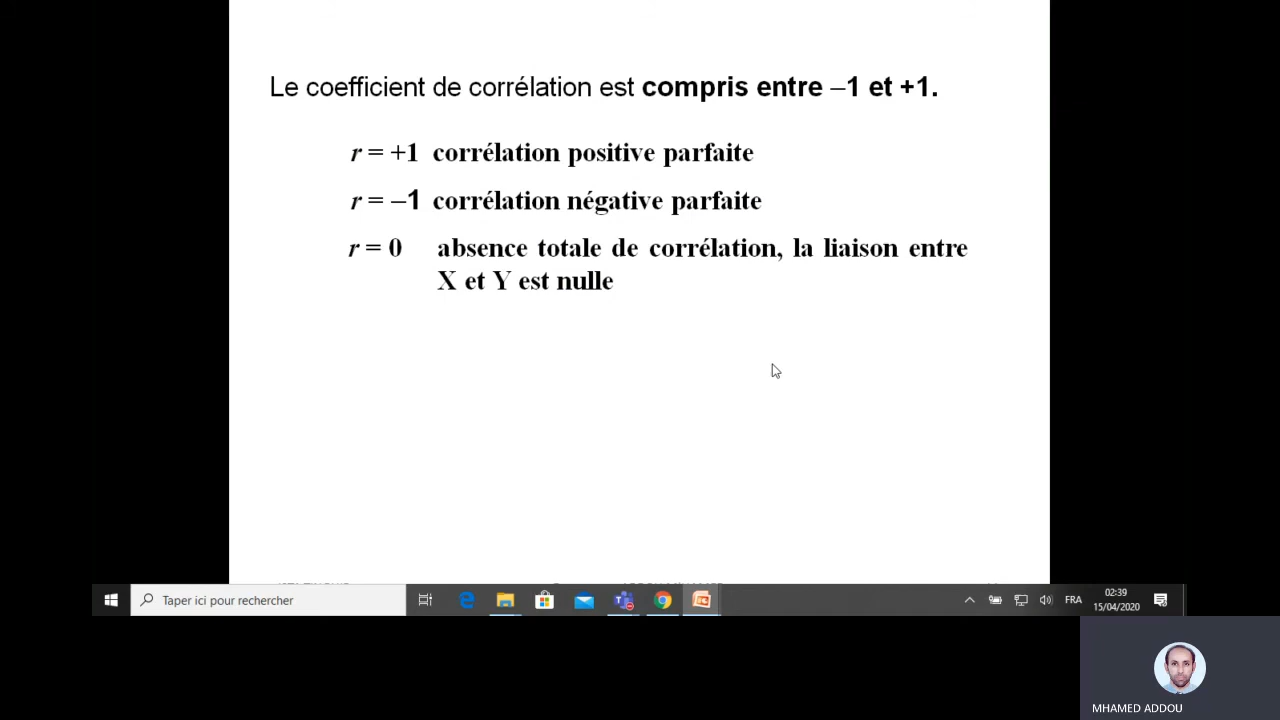 Le coefficient de corrélation est compris entre –1 et +1.
r = +1 corrélation positive parfaite
r = –1 corrélation négative parfaite
r = 0 absence totale de corrélation, la liaison entre
X et Y est nulle
Taper ici pour rechercher
FRA
02:39
15/04/2020
MHAMED ADDOU